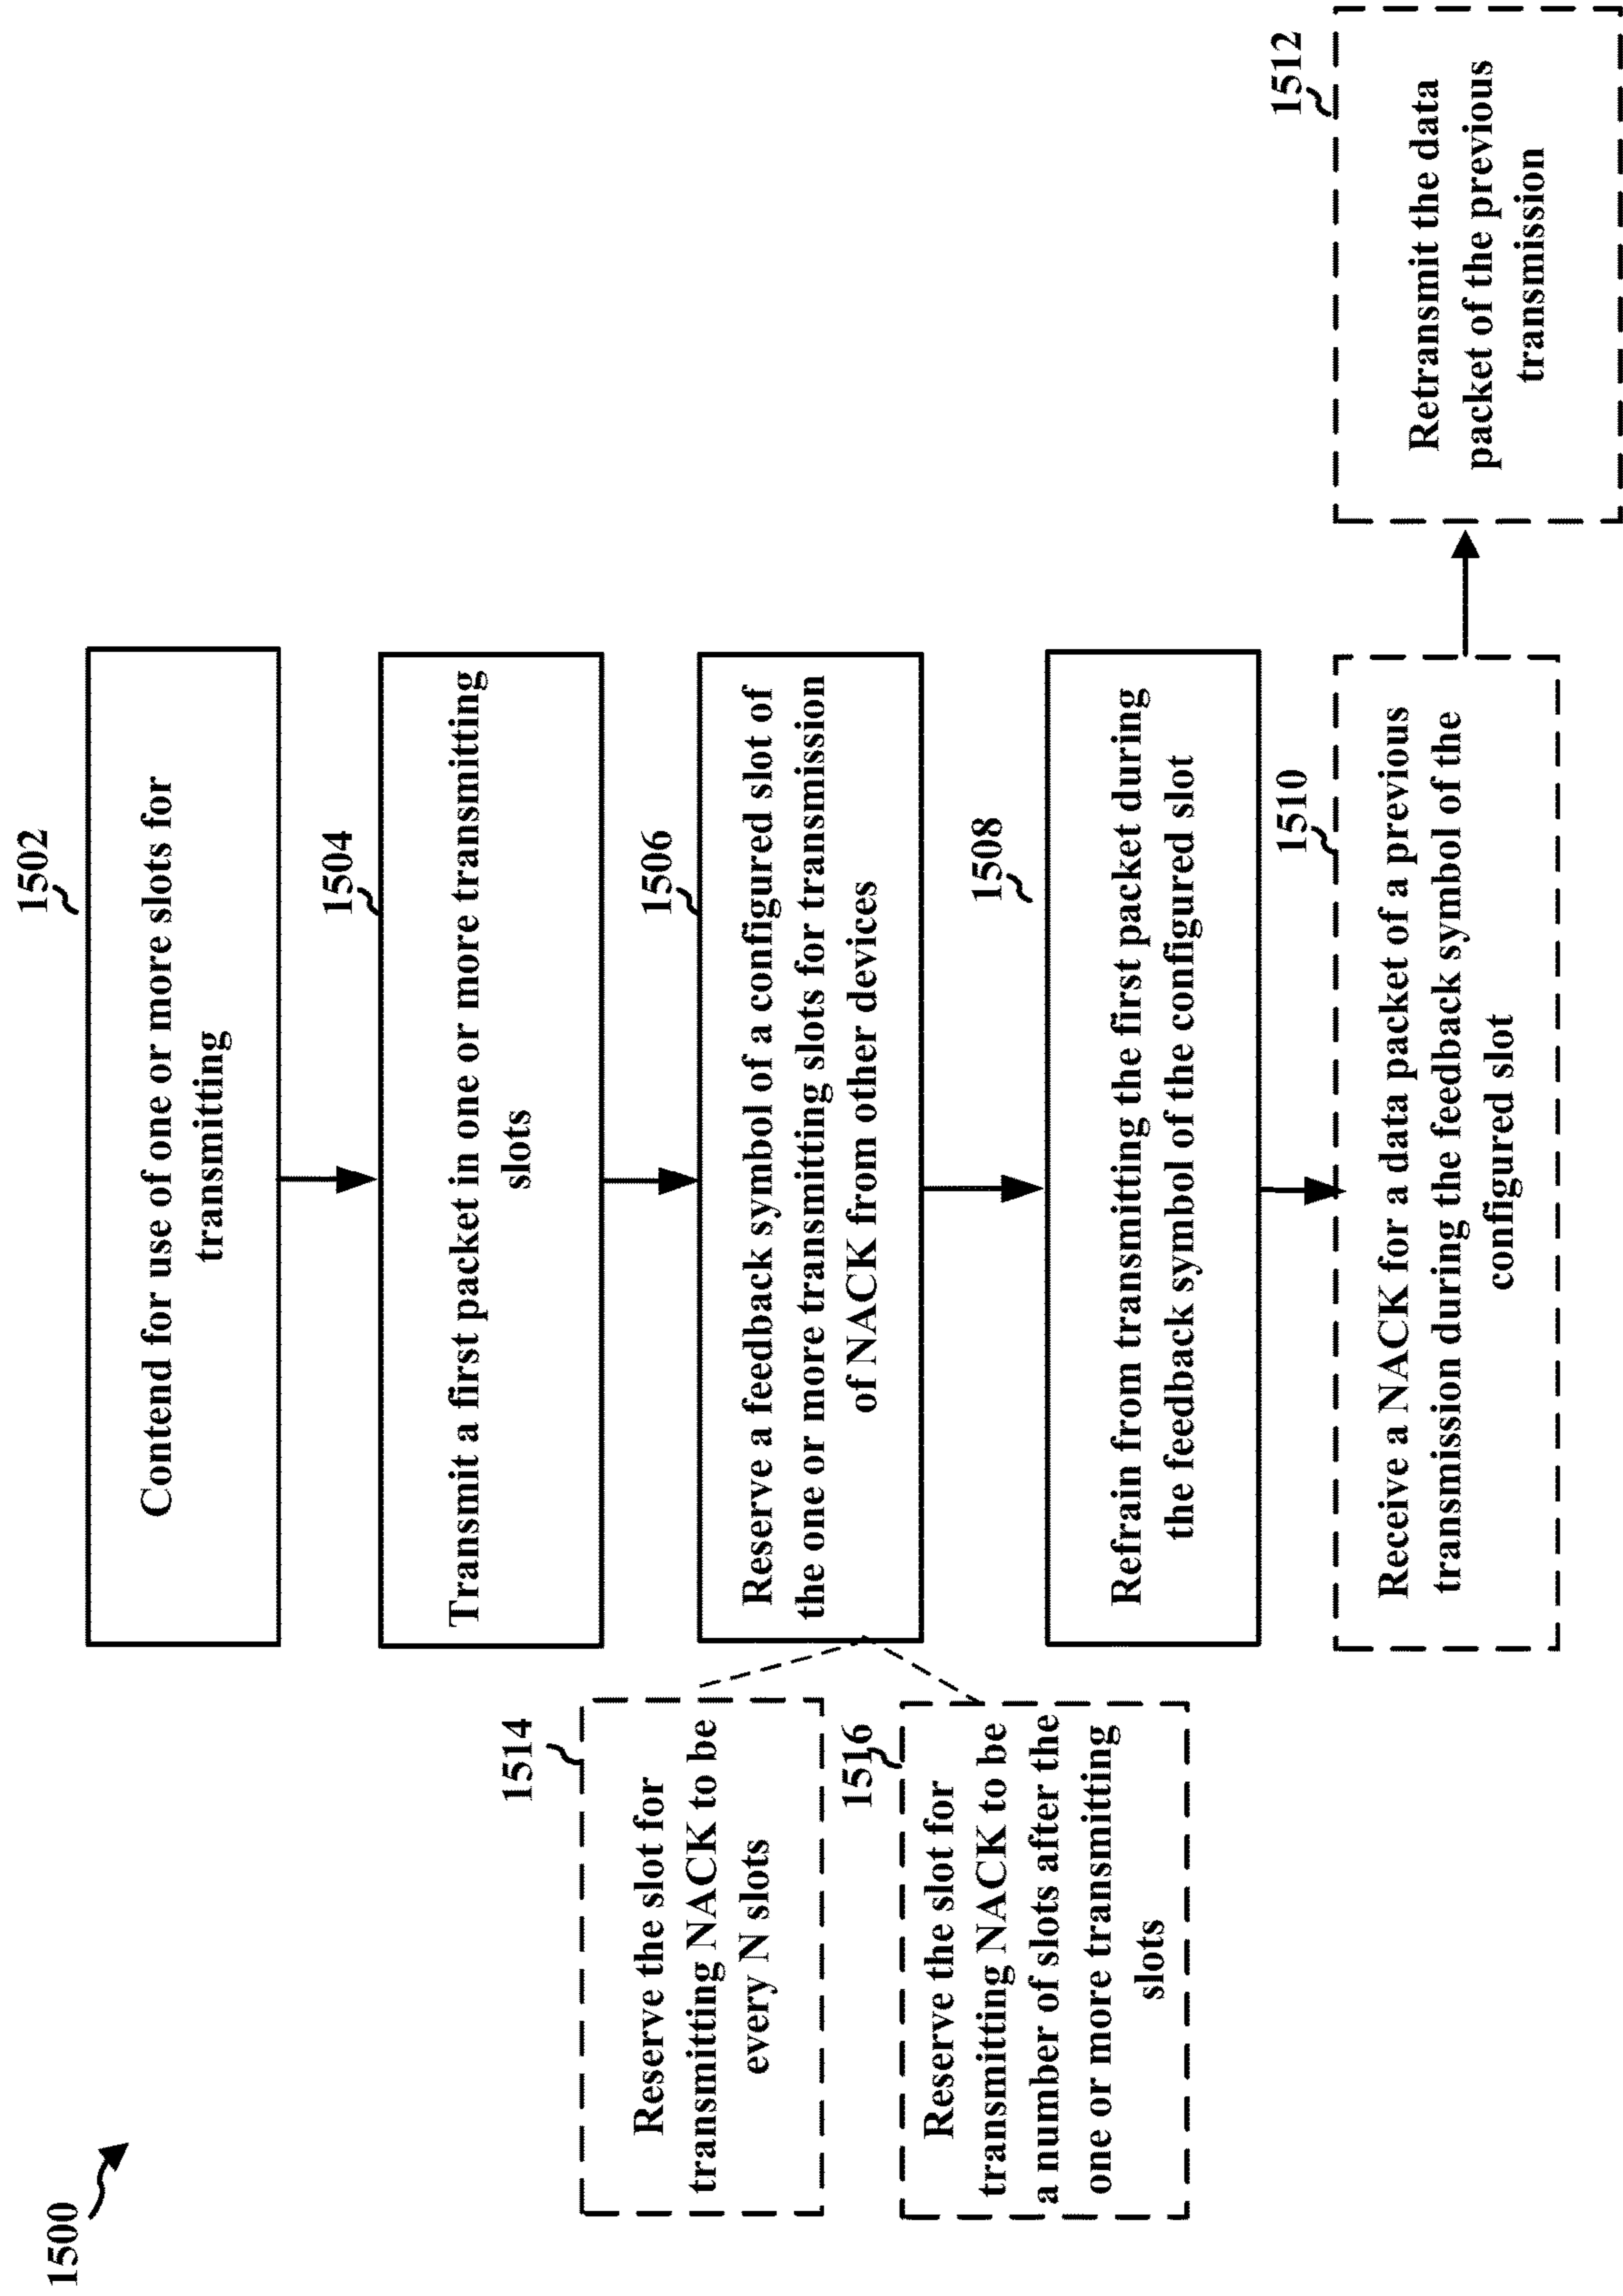 1500
1502
Contend for use of one or more slots for
transmitting
1504
Transmit a first packet in one or more transmitting
slots
1506
Reserve a feedback symbol of a configured slot of
the one or more transmitting slots for transmission
of NACK from other devices
1514
Reserve the slot for
transmitting NACK to be
every N slots
1516
Reserve the slot for
transmitting NACK to be
a number of slots after the
one or more transmitting
slots
1508
Refrain from transmitting the first packet during
the feedback symbol of the configured slot
1510
Receive a NACK for a data packet of a previous
transmission during the feedback symbol of the
configured slot
1512
Retransmit the data
packet of the previous
transmission